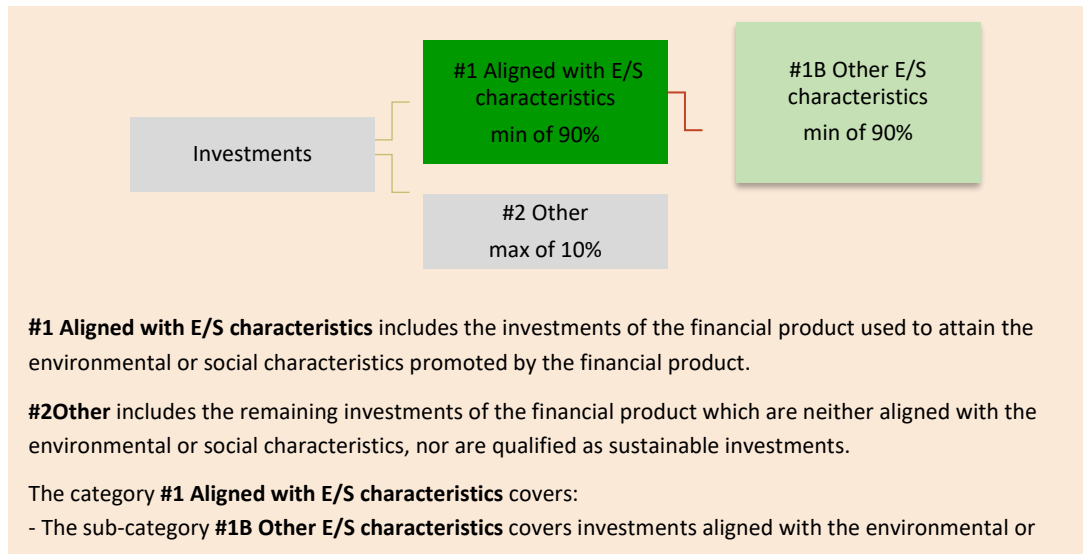 #1 Aligned with E/S
characteristics
min of 90%
#1B Other E/S
characteristics
min of 90%
Investments
#2 Other
max of 10%
#1 Aligned with E/S characteristics includes the investments of the financial product used to attain the
environmental or social characteristics promoted by the financial product.
#2Other includes the remaining investments of the financial product which are neither aligned with the
environmental or social characteristics, nor are qualified as sustainable investments.
The category #1 Aligned with E/S characteristics covers:
- The sub-category #1B Other E/S characteristics covers investments aligned with the environmental or